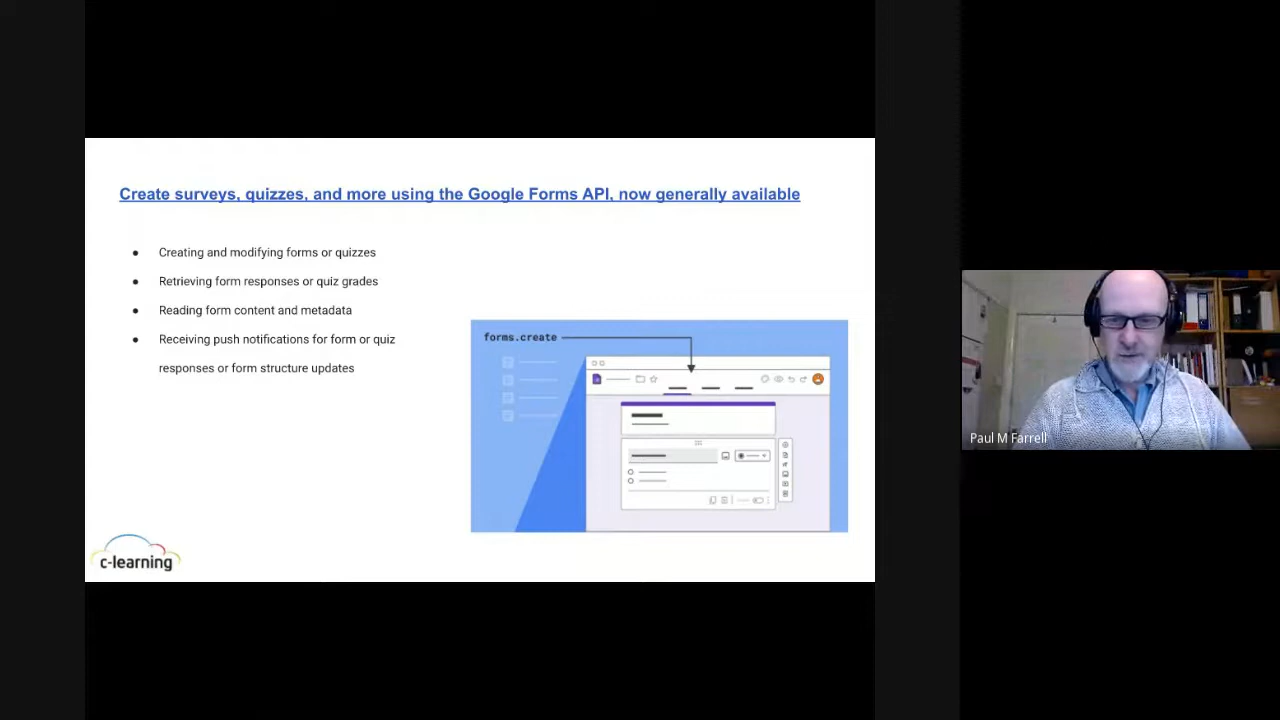 Create surveys, quizzes, and more using the Google Forms API, now generally available
● Creating and modifying forms or quizzes
● Retrieving form responses or quiz grades
● Reading form content and metadata
● Receiving push notifications for form or quiz
responses or form structure updates
forms.create
c-learning
Paul M Farrell